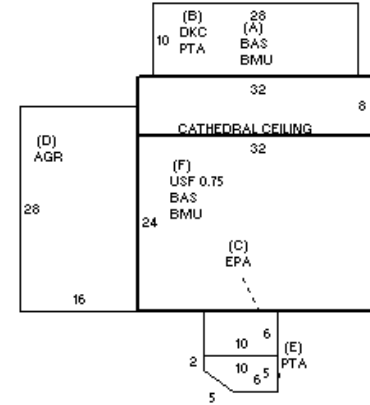 (B) 28
DKC (A)
10 PTA BAS
BMU
32
8
CATHEDRAL CEILING
32
(D)
AGR
(F)
USF 0.75
BAS
BMU
28
24
(C)
EPA
16
6
10
(E)
2 10 5 PTA
6
5